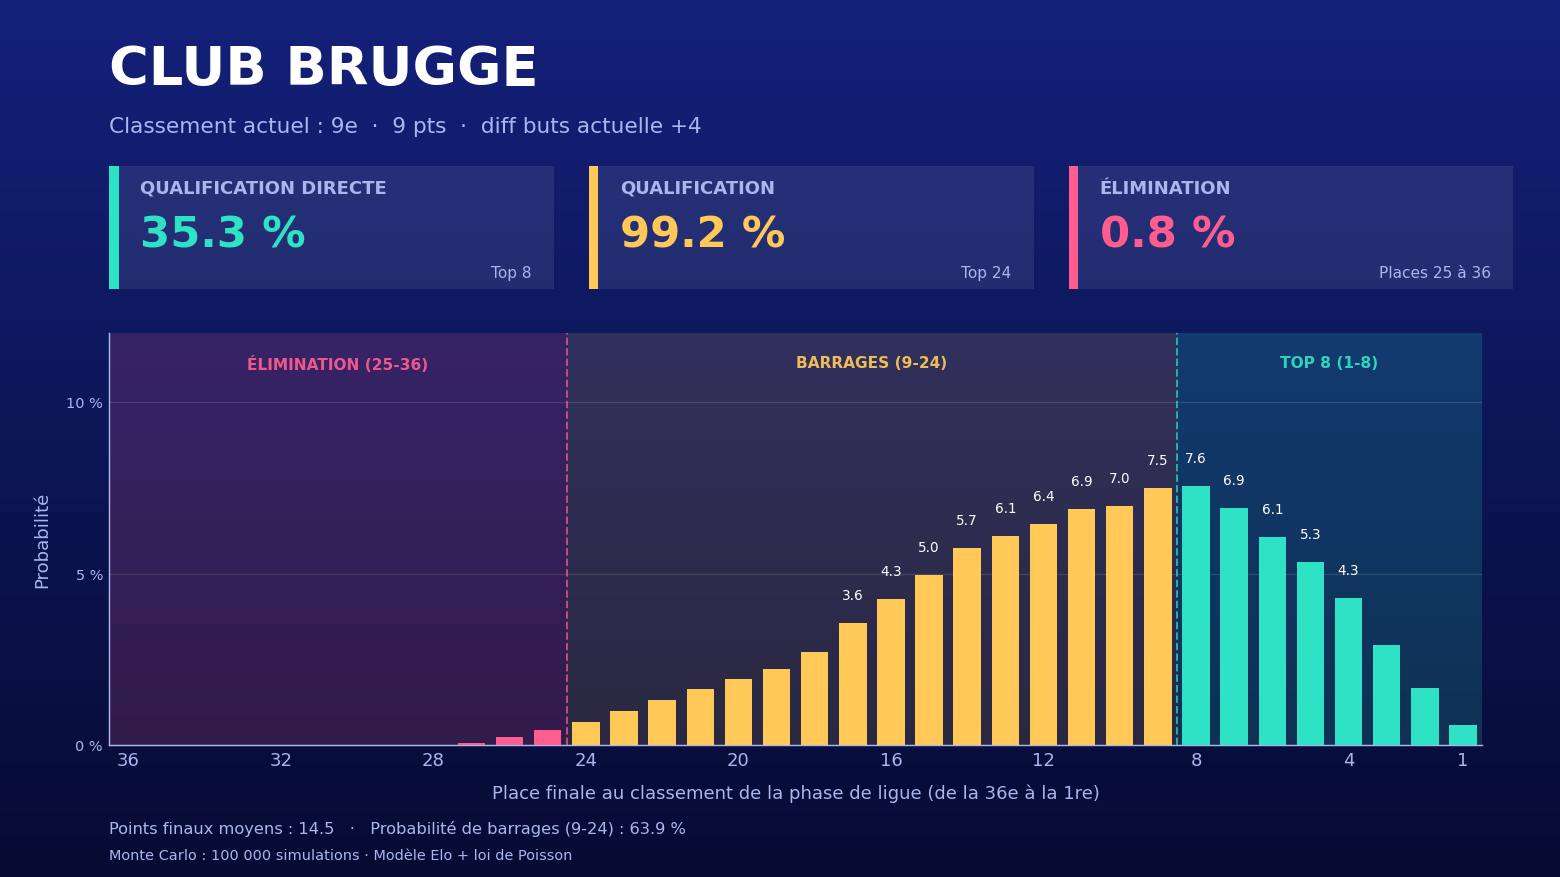 CLUB BRUGGE
Classement actuel : 9e · 9 pts · diff buts actuelle +4
QUALIFICATION DIRECTE
35.3 %
Top 8
QUALIFICATION
99.2 %
Top 24
ÉLIMINATION
0.8 %
Places 25 à 36
ÉLIMINATION (25-36)
BARRAGES (9-24)
TOP 8 (1-8)
Probabilité
10 %
5 %
0 %
3.6
4.3
5.0
5.7
6.1
6.4
6.9
7.0
7.5
7.6
6.9
6.1
5.3
4.3
36 32 28 24 20 16 12 8 4 1
Place finale au classement de la phase de ligue (de la 36e à la 1re)
Points finaux moyens : 14.5 · Probabilité de barrages (9-24) : 63.9 %
Monte Carlo : 100 000 simulations · Modèle Elo + loi de Poisson